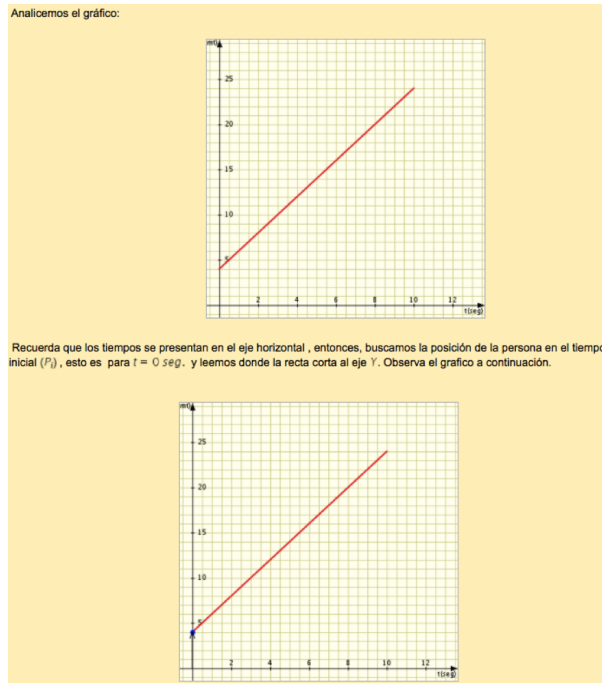 Analicemos el gráfico:
m(t)
25
20
15
10
5
2 4 6 8 10 12
t(seg)
Recuerda que los tiempos se presentan en el eje horizontal , entonces, buscamos la posición de la persona en el tiempo
inicial (Pᵢ) , esto es para t = 0 seg. y leemos donde la recta corta al eje Y. Observa el grafico a continuación.
25
20
15
10
5
2 4 6 8 10 12
t(seg)